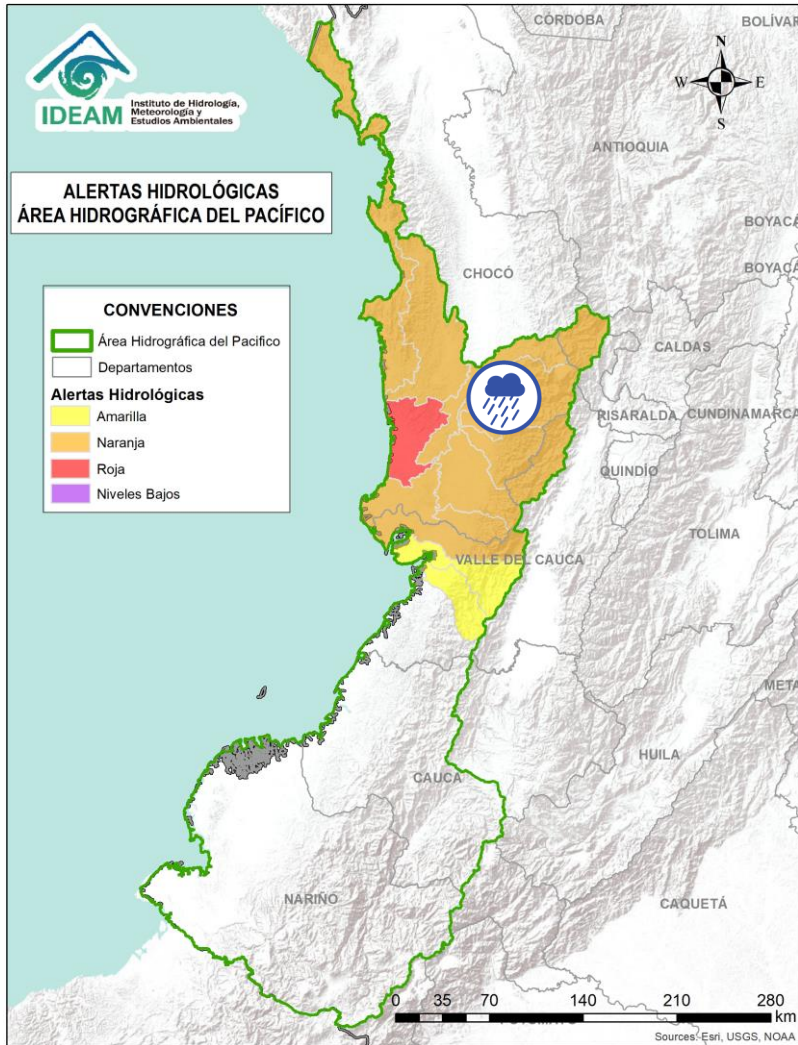 IDEAM
Instituto de Hidrología,
Meteorología y
Estudios Ambientales
ALERTAS HIDROLÓGICAS
ÁREA HIDROGRÁFICA DEL PACÍFICO
CONVENCIONES
Área Hidrográfica del Pacifico
Departamentos
Alertas Hidrológicas
Amarilla
Naranja
Roja
Niveles Bajos
CÓRDOBA
BOLÍVAR
N
W
E
S
ANTIOQUIA
BOYACÁ
CHOCÓ
BOYACÁ
CALDAS
RISARALDA
CUNDINAMARCA
QUINDÍO
TOLIMA
VALLE DEL CAUCA
META
HUILA
CAUCA
NARIÑO
CAQUETÁ
0 35 70 140 210 280
km
Sources: Esri, USGS, NOAA